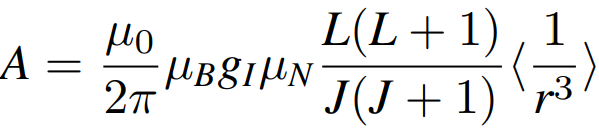 A = \frac{\mu_0}{2\pi} \mu_B g_I \mu_N \frac{L(L+1)}{J(J+1)} \langle \frac{1}{r^3} \rangle